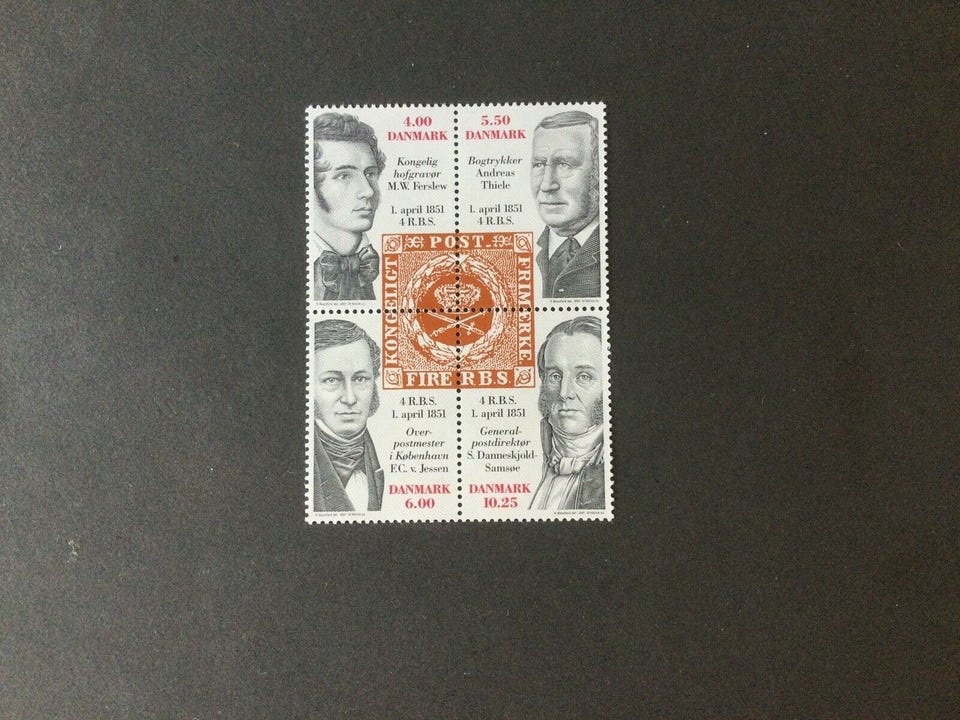 4.00
DANMARK
Kongelig
hofgravør
M.W. Ferslew
1. april 1851
4 R.B.S.
5.50
DANMARK
Bogtrykker
Andreas
Thiele
1. april 1851
4 R.B.S.
KONGELIGT
POST.
FRIMÆRKE.
FIRE R.B.S.
4 R.B.S.
1. april 1851
Over-
postmester
i København
F.C. v. Jessen
DANMARK
6.00
4 R.B.S.
1. april 1851
General-
postdirektør
S. Danneskjold-
Samsøe
DANMARK
10.25